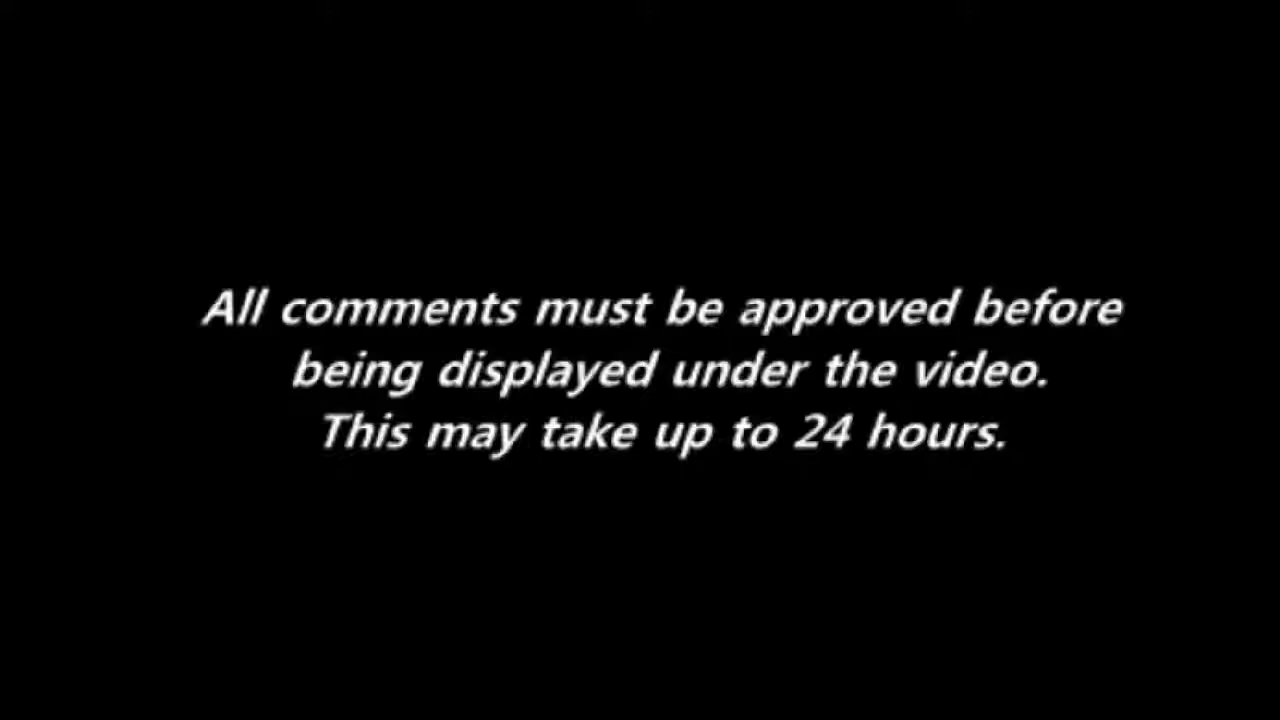 All comments must be approved before
being displayed under the video.
This may take up to 24 hours.